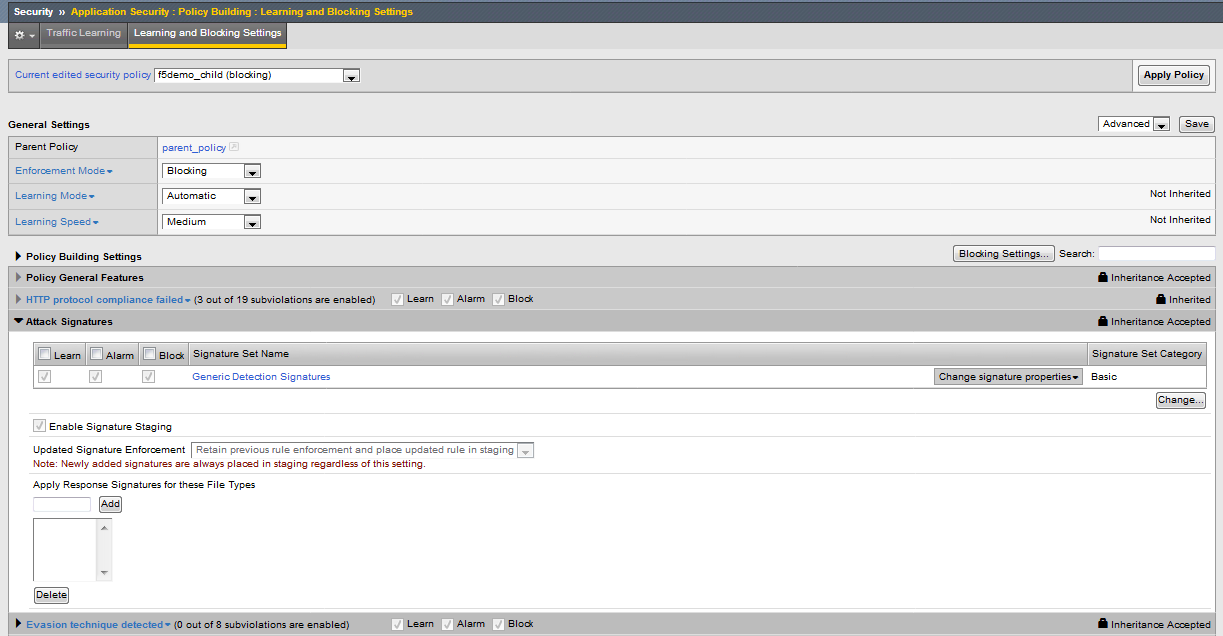 Security » Application Security : Policy Building : Learning and Blocking Settings
Traffic Learning Learning and Blocking Settings
Current edited security policy f5demo_child (blocking) Apply Policy
General Settings Advanced Save
Parent Policy parent_policy
Enforcement Mode Blocking
Learning Mode Automatic Not Inherited
Learning Speed Medium Not Inherited
Policy Building Settings Blocking Settings... Search:
Policy General Features Inheritance Accepted
HTTP protocol compliance failed (3 out of 19 subviolations are enabled) Learn Alarm Block Inherited
Attack Signatures Inheritance Accepted
Learn Alarm Block Signature Set Name Signature Set Category
Generic Detection Signatures Change signature properties Basic
Change...
Enable Signature Staging
Updated Signature Enforcement Retain previous rule enforcement and place updated rule in staging
Note: Newly added signatures are always placed in staging regardless of this setting.
Apply Response Signatures for these File Types
Add
Delete
Evasion technique detected (0 out of 8 subviolations are enabled) Learn Alarm Block Inheritance Accepted